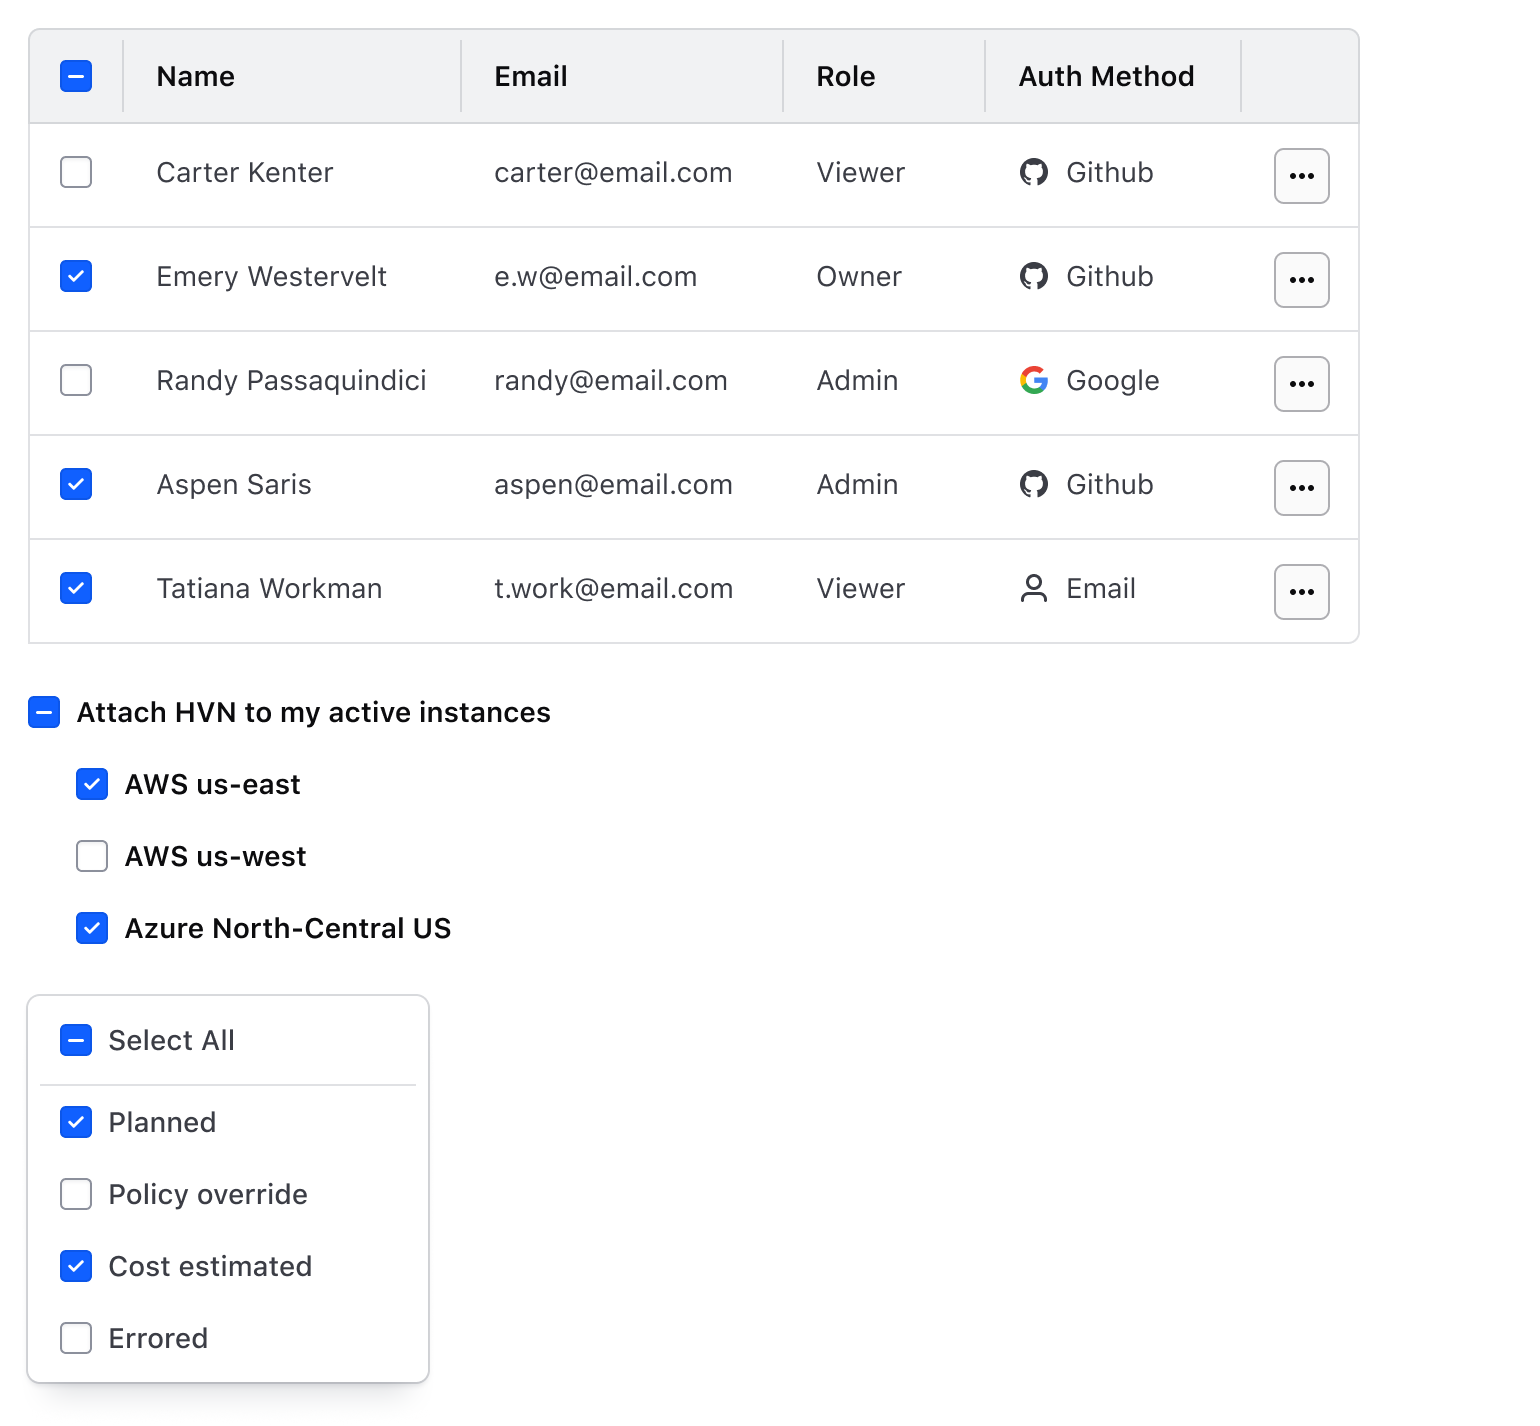 Name Email Role Auth Method
Carter Kenter carter@email.com Viewer Github
Emery Westervelt e.w@email.com Owner Github
Randy Passaquindici randy@email.com Admin Google
Aspen Saris aspen@email.com Admin Github
Tatiana Workman t.work@email.com Viewer Email
Attach HVN to my active instances
AWS us-east
AWS us-west
Azure North-Central US
Select All
Planned
Policy override
Cost estimated
Errored